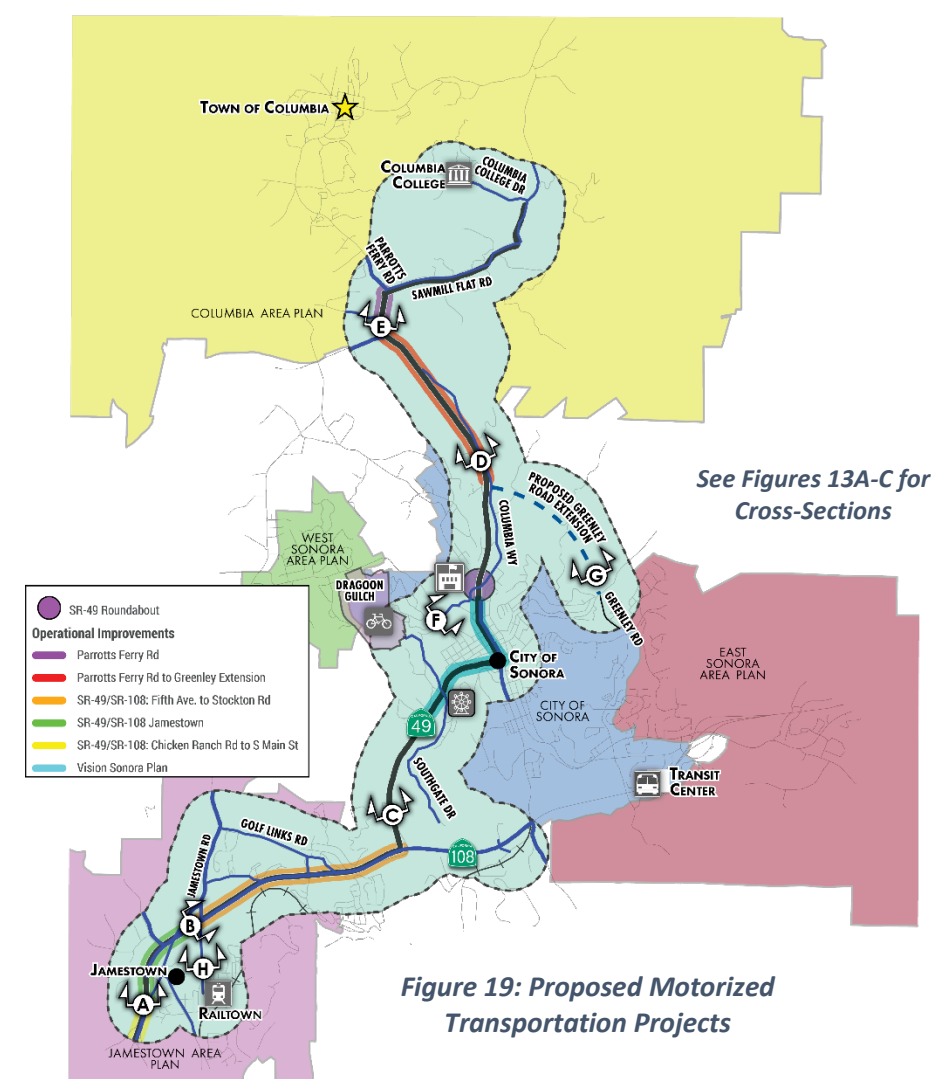 TOWN OF COLUMBIA
COLUMBIA
COLLEGE
COLUMBIA
COLLEGE DR
PARROTTS
FERRY RD
SAWMILL FLAT RD
COLUMBIA AREA PLAN
E
D
See Figures 13A-C for
Cross-Sections
PROPOSED GREENLEY
ROAD EXTENSION
COLUMBIA WY
WEST
SONORA
AREA PLAN
DRAGOON
GULCH
G
GREENLEY RD
F
SR-49 Roundabout
Operational Improvements
Parrotts Ferry Rd
Parrotts Ferry Rd to Greenley Extension
SR-49/SR-108: Fifth Ave. to Stockton Rd
SR-49/SR-108 Jamestown
SR-49/SR-108: Chicken Ranch Rd to S Main St
Vision Sonora Plan
CITY OF
SONORA
EAST
SONORA
AREA PLAN
CITY OF
SONORA
CALIFORNIA
49
SOUTHGATE DR
TRANSIT
CENTER
C
GOLF LINKS RD
JAMESTOWN RD
CALIFORNIA
108
B
H
JAMESTOWN
A
RAILTOWN
JAMESTOWN AREA
PLAN
Figure 19: Proposed Motorized
Transportation Projects